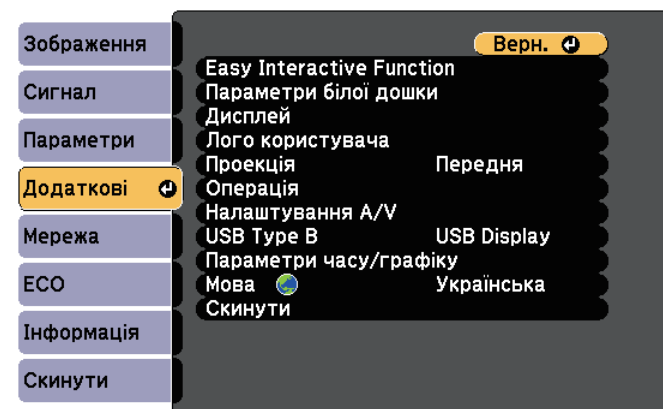 Зображення
Сигнал
Параметри
Додаткові
Мережа
ECO
Інформація
Скинути
Верн.
Easy Interactive Function
Параметри білої дошки
Дисплей
Лого користувача
Проекція Передня
Операція
Налаштування A/V
USB Type B USB Display
Параметри часу/графіку
Мова Українська
Скинути